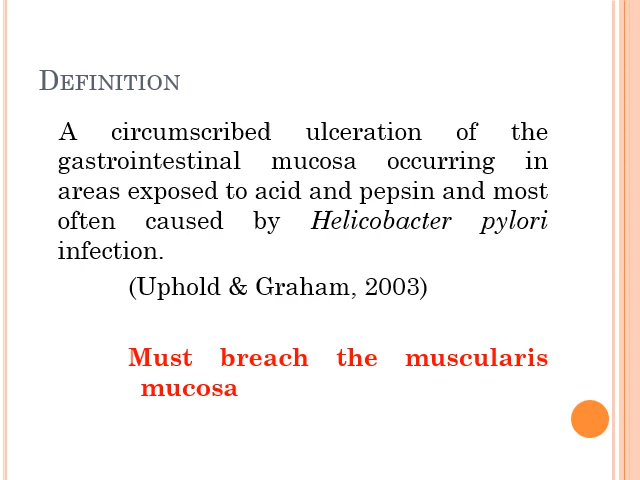 DEFINITION
A circumscribed ulceration of the
gastrointestinal mucosa occurring in
areas exposed to acid and pepsin and most
often caused by Helicobacter pylori
infection.
(Uphold & Graham, 2003)
Must breach the muscularis
mucosa